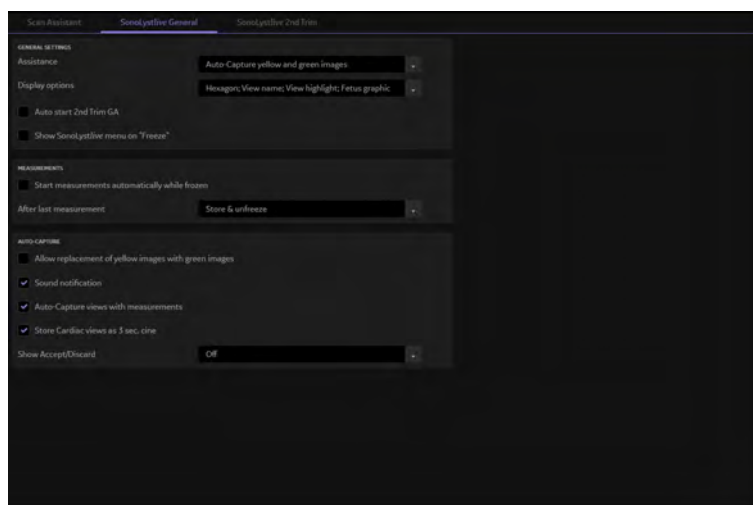 Scan Assistant
SonoLystlive General
SonoLystlive 2nd Trim
GENERAL SETTINGS
Assistance
Auto-Capture yellow and green images
Display options
Hexagon; View name; View highlight; Fetus graphic
Auto start 2nd Trim GA
Show SonoLystlive menu on "Freeze"
MEASUREMENTS
Start measurements automatically while frozen
After last measurement
Store & unfreeze
AUTO-CAPTURE
Allow replacement of yellow images with green images
Sound notification
Auto-Capture views with measurements
Store Cardiac views as 3 sec. cine
Show Accept/Discard
Off